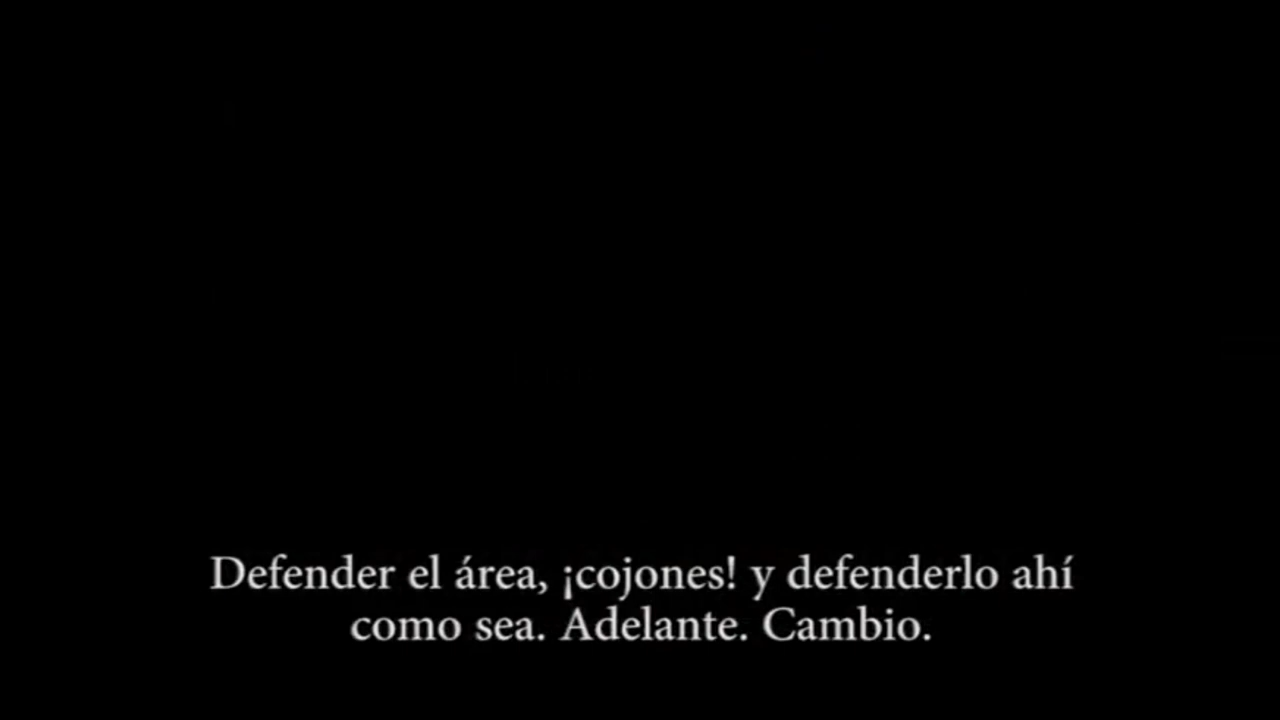 Defender el área, ¡cojones! y defenderlo ahí
como sea. Adelante. Cambio.